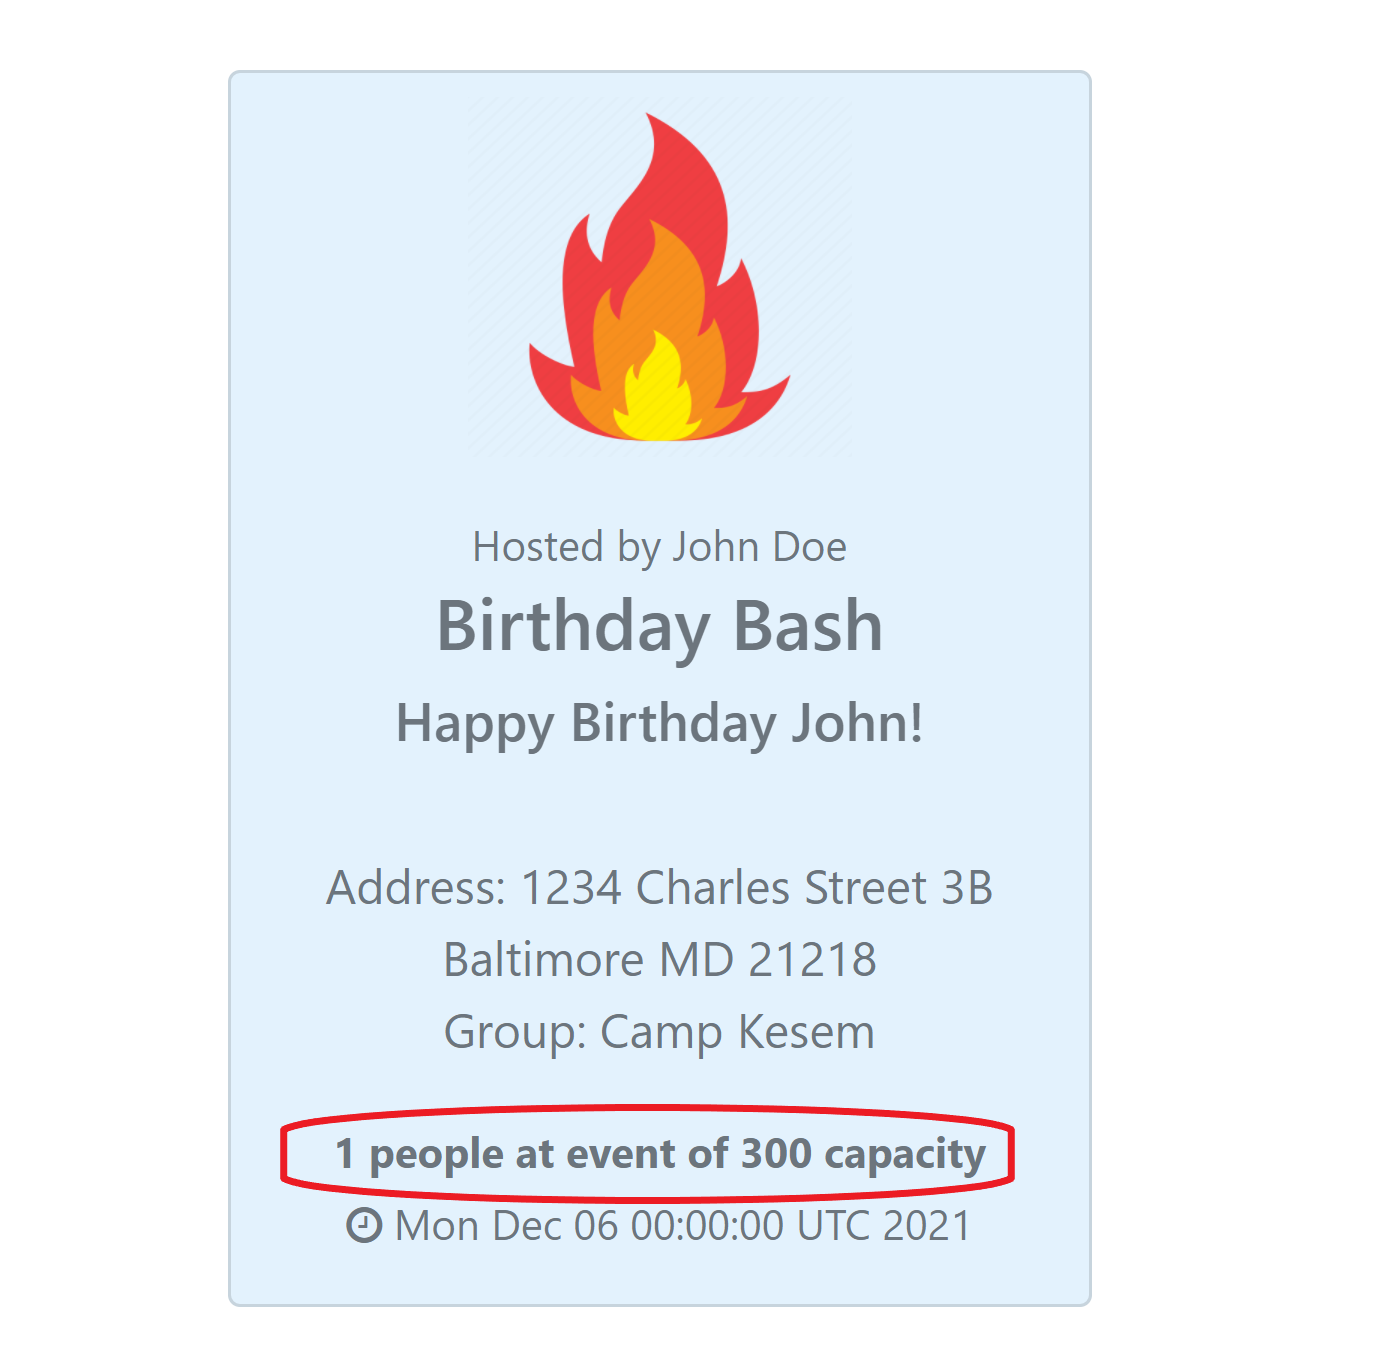 Hosted by John Doe
Birthday Bash
Happy Birthday John!
Address: 1234 Charles Street 3B
Baltimore MD 21218
Group: Camp Kesem
1 people at event of 300 capacity
Mon Dec 06 00:00:00 UTC 2021